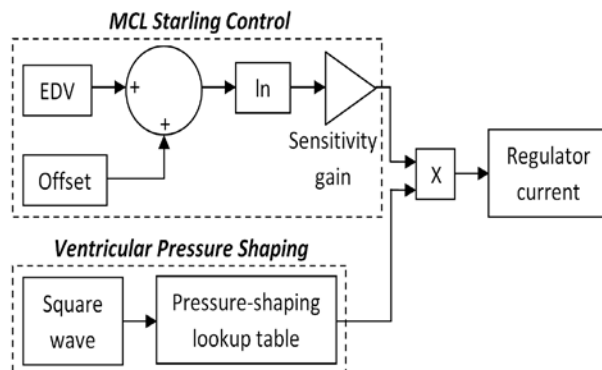 MCL Starling Control
EDV
+
+
Offset
ln
Sensitivity
gain
X
Regulator
current
Ventricular Pressure Shaping
Square
wave
Pressure-shaping
lookup table